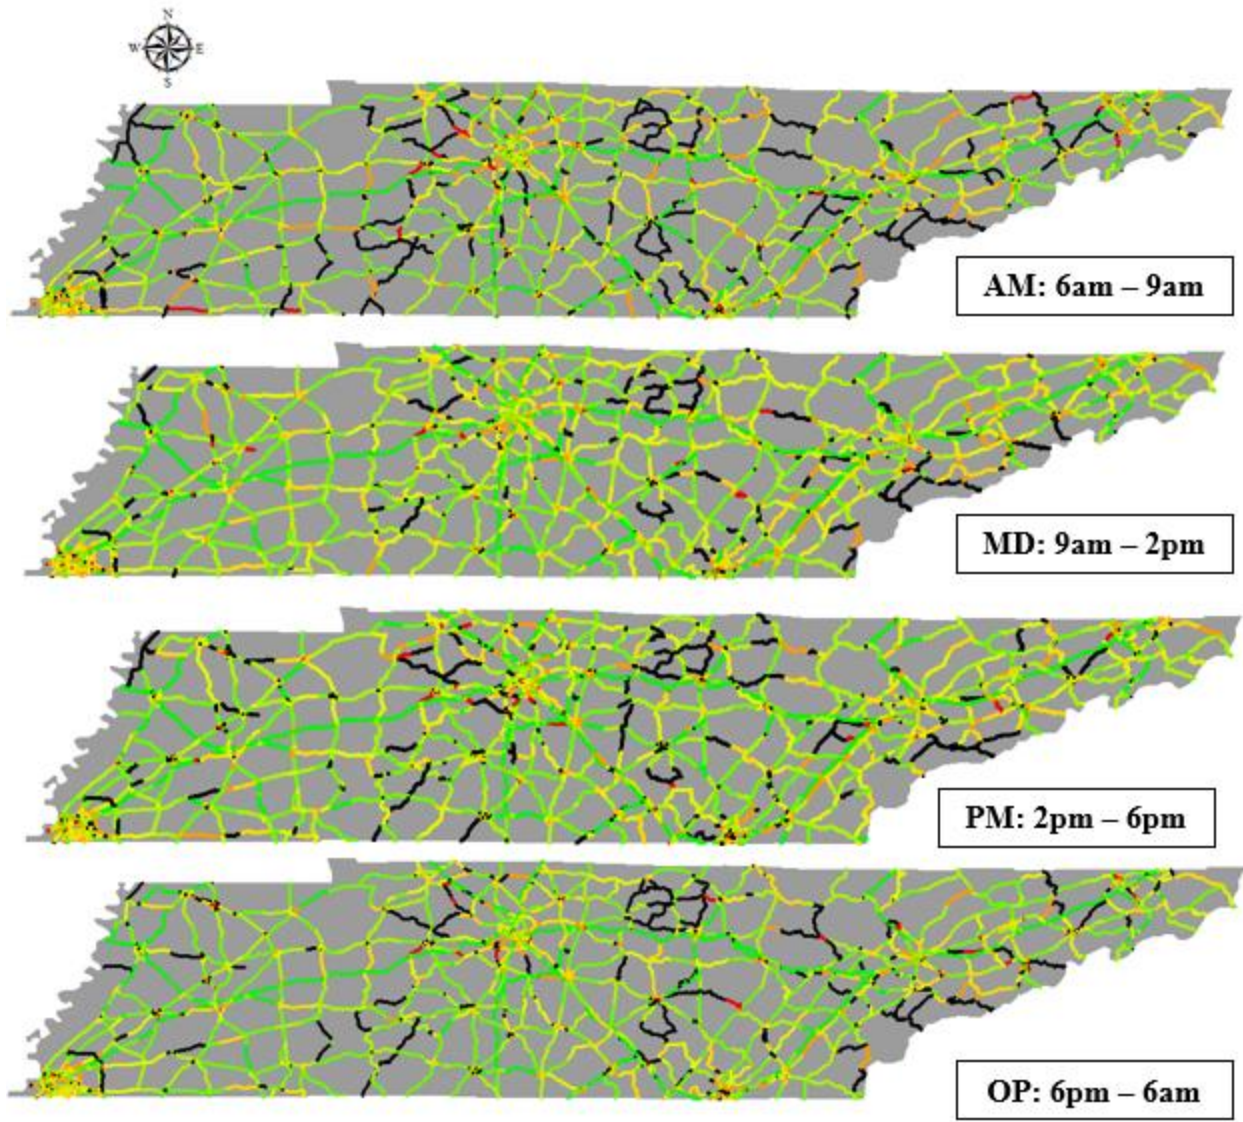 N
W E
S
AM: 6am – 9am
MD: 9am – 2pm
PM: 2pm – 6pm
OP: 6pm – 6am